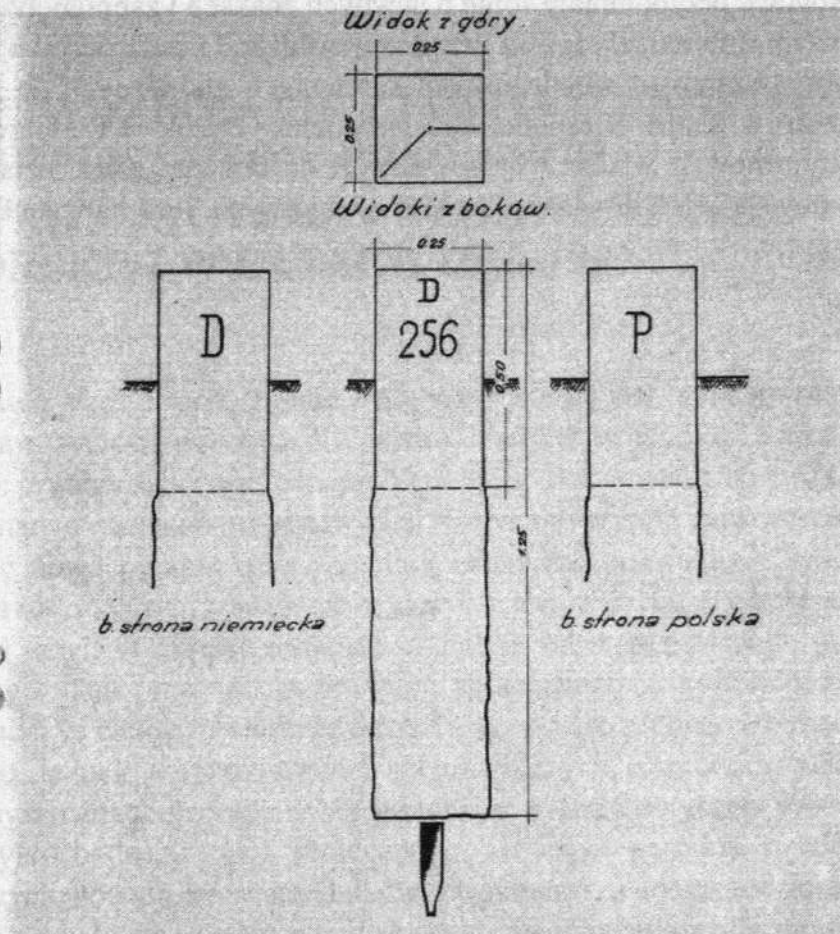 Widok z góry.
0.25
0.25
Widoki z boków.
0.25
D
D
256
P
0,50
1.25
b. strona niemiecka
b. strona polska